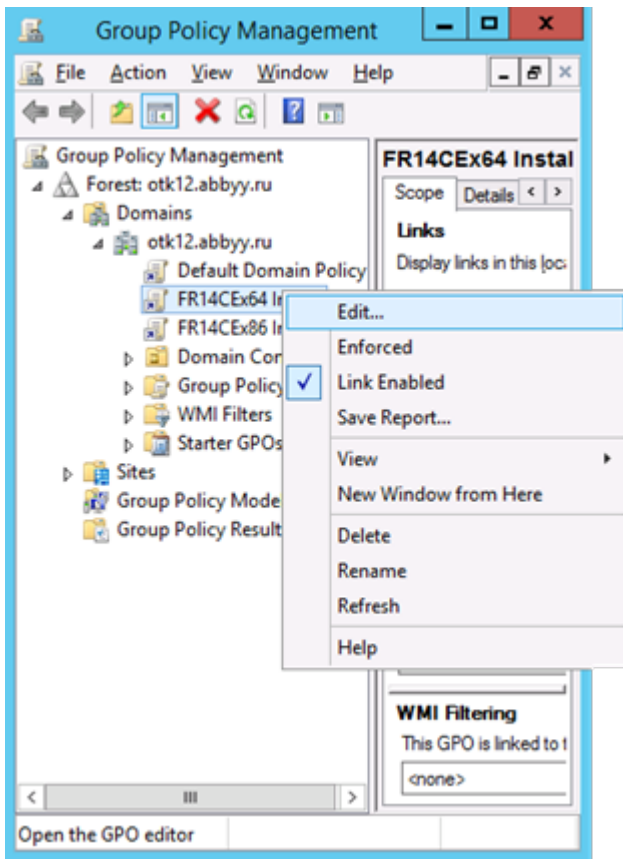 Group Policy Management
File Action View Window Help
Group Policy Management
Forest: otk12.abbyy.ru
Domains
otk12.abbyy.ru
Default Domain Policy
FR14CEx64 In
FR14CEx86 In
Domain Con
Group Policy
WMI Filters
Starter GPOs
Sites
Group Policy Mode
Group Policy Result
FR14CEx64 Instal
Scope Details
Links
Display links in this loc
Edit...
Enforced
Link Enabled
Save Report...
View
New Window from Here
Delete
Rename
Refresh
Help
WMI Filtering
This GPO is linked to t
<none>
Open the GPO editor